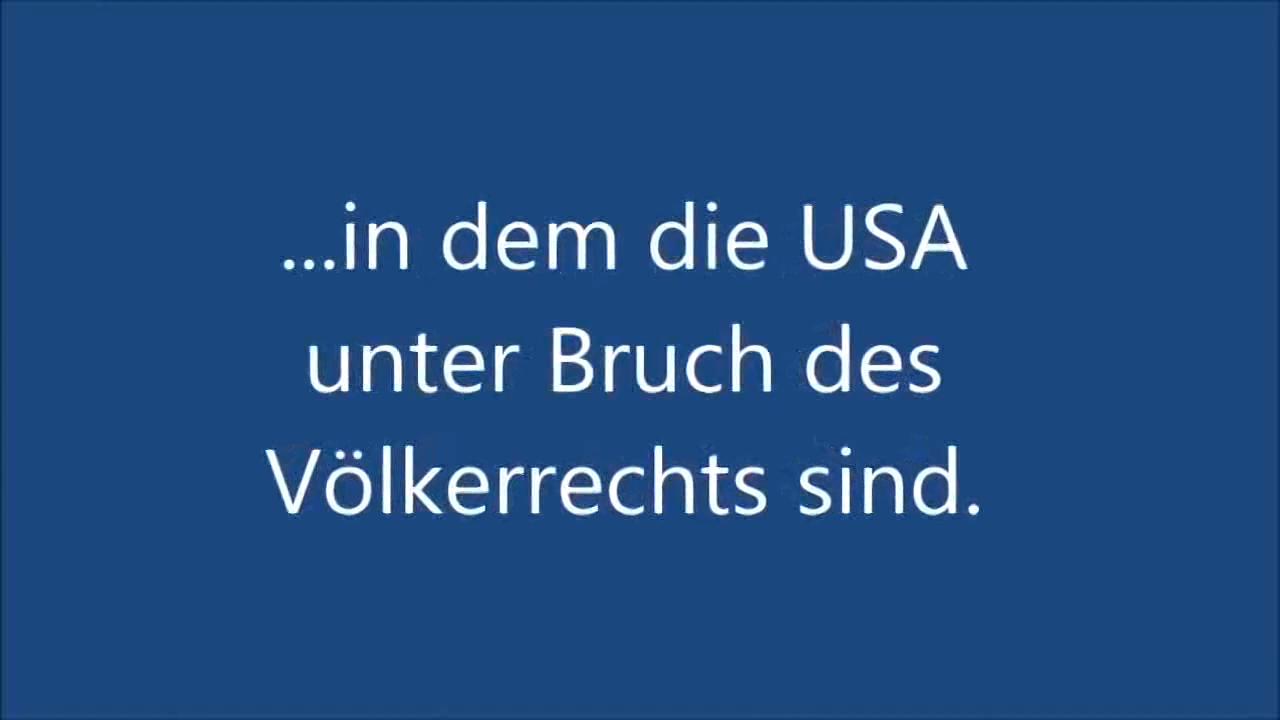 ...in dem die USA
unter Bruch des
Völkerrechts sind.